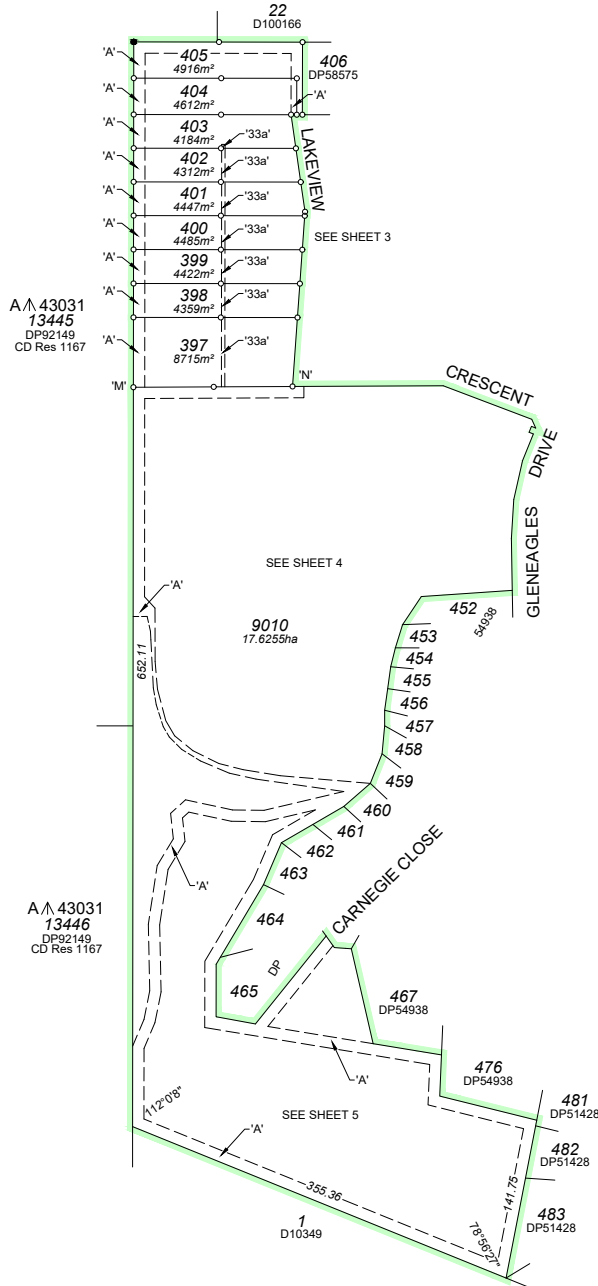 22
D100166
'A'
405
4916m²
406
DP58575
'A'
404
4612m²
'A'
'A'
403
4184m²
'33a'
LAKEVIEW
'A'
402
4312m²
'33a'
'A'
401
4447m²
'33a'
'A'
400
4485m²
'33a'
SEE SHEET 3
'A'
399
4422m²
'33a'
'A'
398
4359m²
'33a'
A 43031
13445
DP92149
CD Res 1167
'A'
397
8715m²
'33a'
'M'
'N'
CRESCENT
DRIVE
GLENEAGLES
SEE SHEET 4
'A'
9010
17.6255ha
652.11
452
54938
453
454
455
456
457
458
459
460
461
462
463
464
465
DP
CARNEGIE CLOSE
'A'
A 43031
13446
DP92149
CD Res 1167
467
DP54938
476
DP54938
'A'
481
DP51428
482
DP51428
483
DP51428
112°0'8"
SEE SHEET 5
'A'
355.36
141.75
78°56'27"
1
D10349